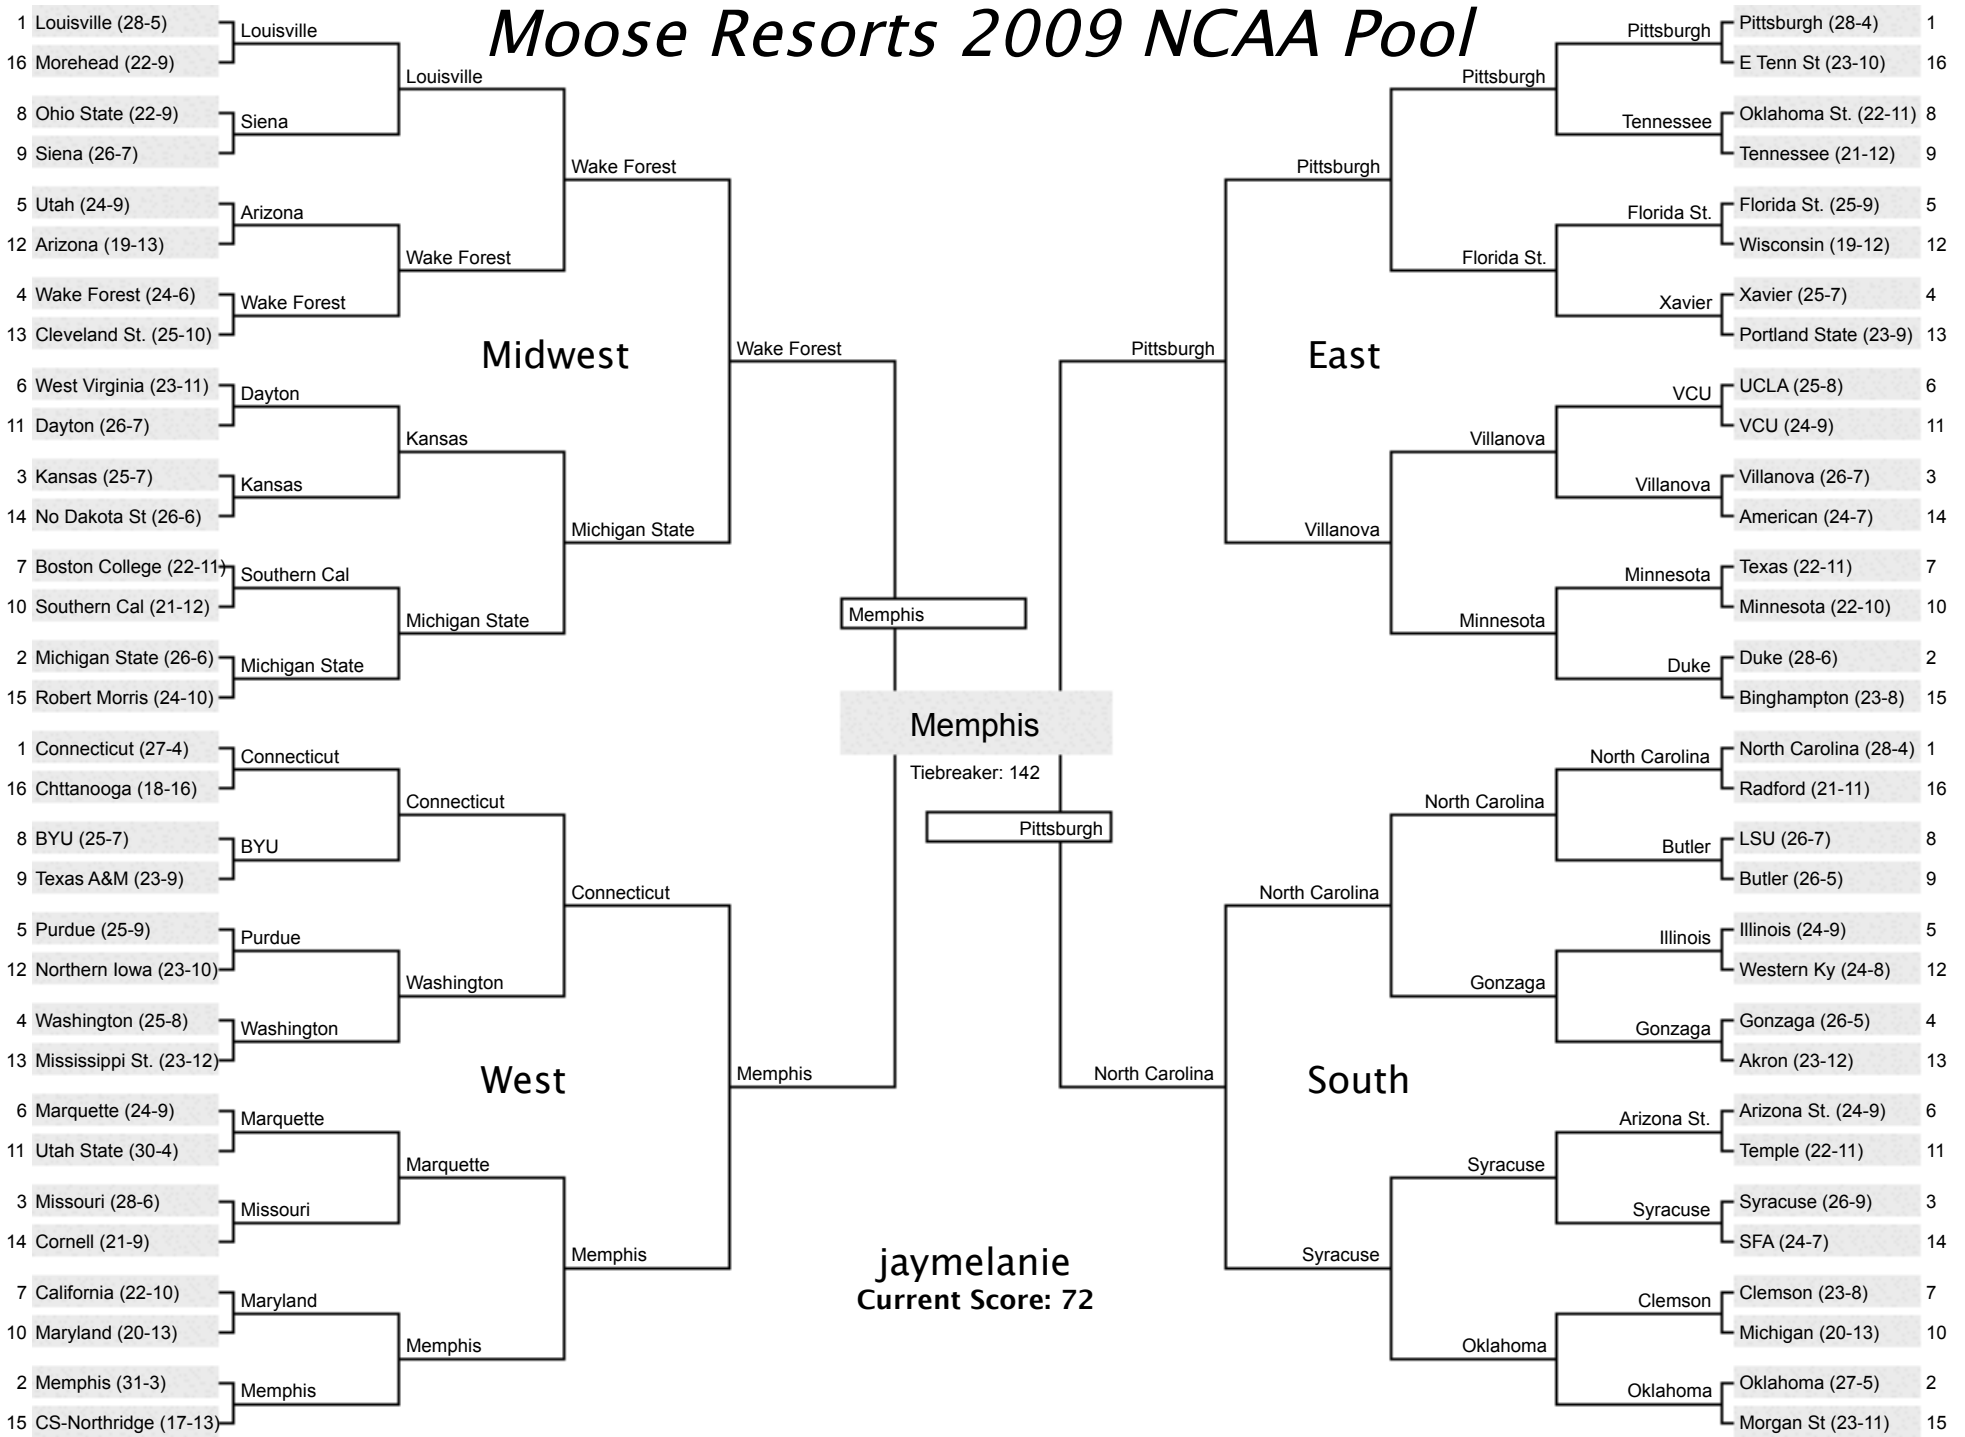 Moose Resorts 2009 NCAA Pool
1 Louisville (28-5)
16 Morehead (22-9)
8 Ohio State (22-9)
9 Siena (26-7)
5 Utah (24-9)
12 Arizona (19-13)
4 Wake Forest (24-6)
13 Cleveland St. (25-10)
6 West Virginia (23-11)
11 Dayton (26-7)
3 Kansas (25-7)
14 No Dakota St (26-6)
7 Boston College (22-11)
10 Southern Cal (21-12)
2 Michigan State (26-6)
15 Robert Morris (24-10)
Louisville
Siena
Arizona
Wake Forest
Dayton
Kansas
Southern Cal
Michigan State
Louisville
Wake Forest
Kansas
Michigan State
Wake Forest
Michigan State
Wake Forest
Midwest
1 Connecticut (27-4)
16 Chttanooga (18-16)
8 BYU (25-7)
9 Texas A&M (23-9)
5 Purdue (25-9)
12 Northern Iowa (23-10)
4 Washington (25-8)
13 Mississippi St. (23-12)
6 Marquette (24-9)
11 Utah State (30-4)
3 Missouri (28-6)
14 Cornell (21-9)
7 California (22-10)
10 Maryland (20-13)
2 Memphis (31-3)
15 CS-Northridge (17-13)
Connecticut
BYU
Purdue
Washington
Marquette
Missouri
Maryland
Memphis
Connecticut
Washington
Marquette
Memphis
Connecticut
Memphis
Memphis
West
Memphis
Memphis
Tiebreaker: 142
Pittsburgh
jaymelanie
Current Score: 72
Pittsburgh (28-4) 1
E Tenn St (23-10) 16
Oklahoma St. (22-11) 8
Tennessee (21-12) 9
Florida St. (25-9) 5
Wisconsin (19-12) 12
Xavier (25-7) 4
Portland State (23-9) 13
UCLA (25-8) 6
VCU (24-9) 11
Villanova (26-7) 3
American (24-7) 14
Texas (22-11) 7
Minnesota (22-10) 10
Duke (28-6) 2
Binghampton (23-8) 15
Pittsburgh
Tennessee
Florida St.
Xavier
VCU
Villanova
Minnesota
Duke
Pittsburgh
Florida St.
Villanova
Minnesota
Pittsburgh
Villanova
Pittsburgh
East
North Carolina (28-4) 1
Radford (21-11) 16
LSU (26-7) 8
Butler (26-5) 9
Illinois (24-9) 5
Western Ky (24-8) 12
Gonzaga (26-5) 4
Akron (23-12) 13
Arizona St. (24-9) 6
Temple (22-11) 11
Syracuse (26-9) 3
SFA (24-7) 14
Clemson (23-8) 7
Michigan (20-13) 10
Oklahoma (27-5) 2
Morgan St (23-11) 15
North Carolina
Butler
Illinois
Gonzaga
Arizona St.
Syracuse
Clemson
Oklahoma
North Carolina
Gonzaga
Syracuse
Oklahoma
North Carolina
Syracuse
North Carolina
South